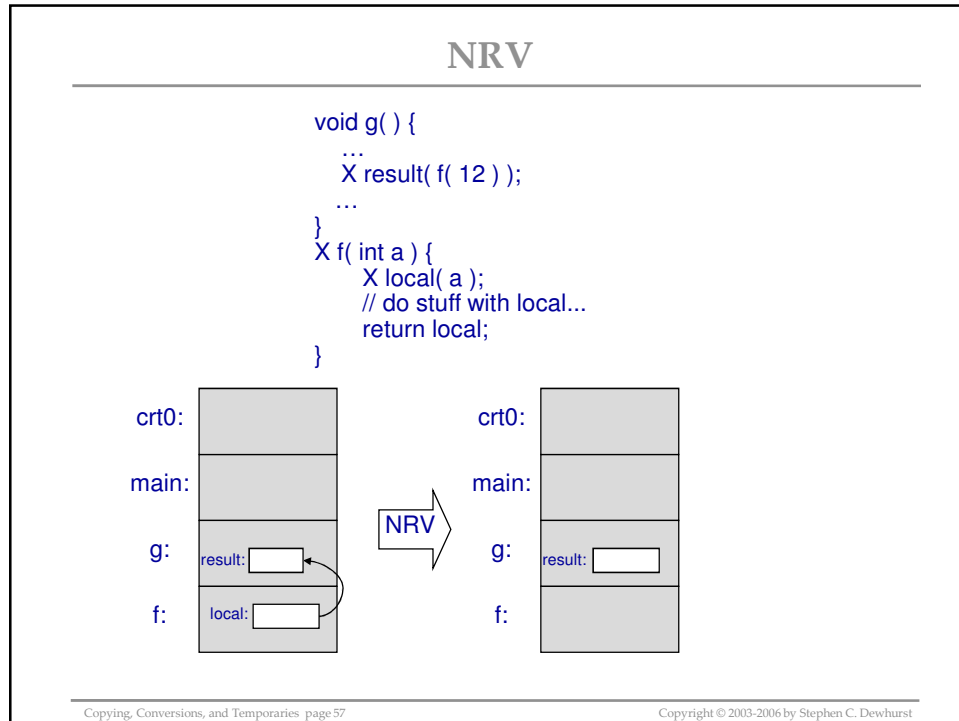 NRV
void g( ) {
…
X result( f( 12 ) );
…
}
X f( int a ) {
X local( a );
// do stuff with local...
return local;
}
crt0:
main:
g:
result:
f:
local:
NRV
crt0:
main:
g:
result:
f:
Copying, Conversions, and Temporaries page 57
Copyright © 2003-2006 by Stephen C. Dewhurst